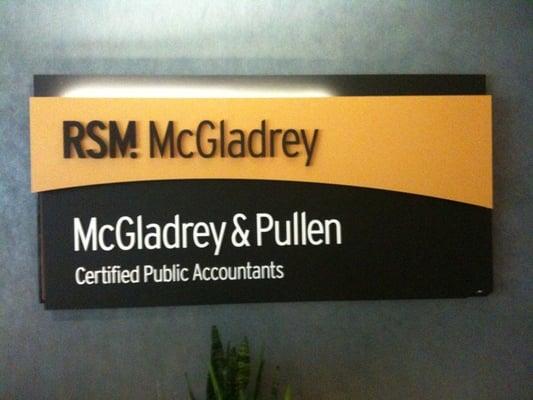 RSM! McGladrey
McGladrey & Pullen
Certified Public Accountants